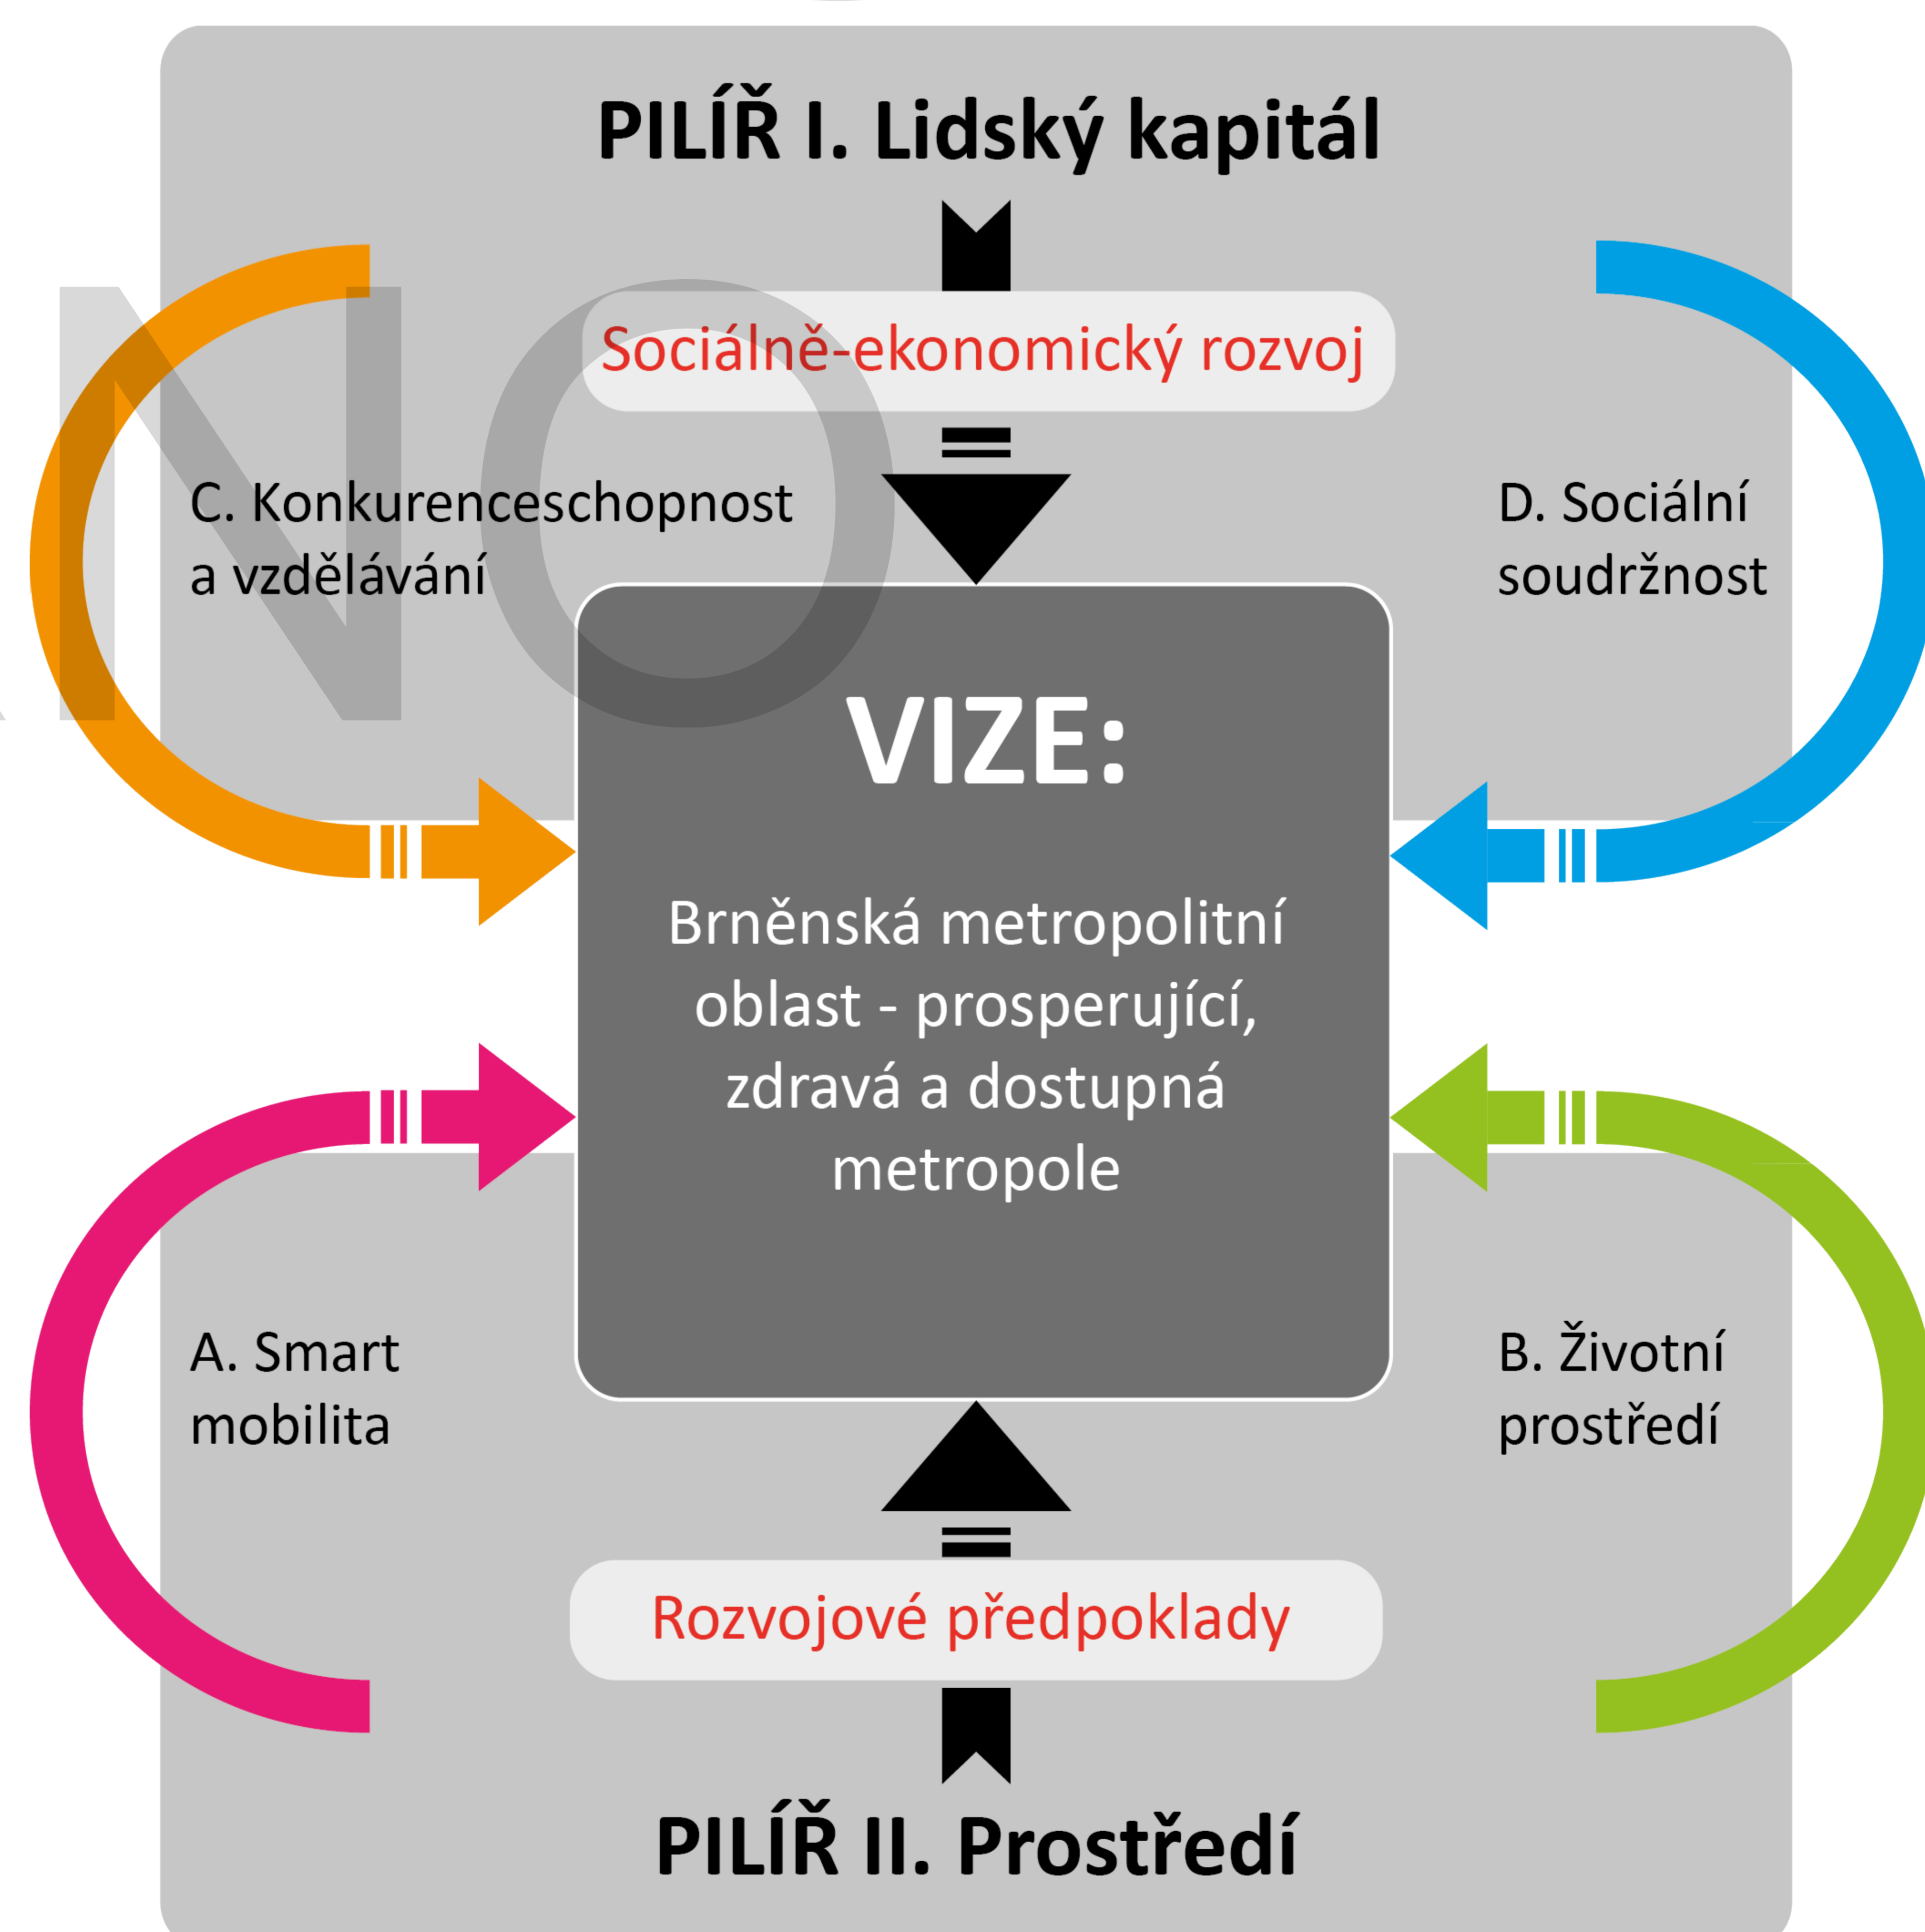 PILÍŘ I. Lidský kapitál
Sociálně-ekonomický rozvoj
C. Konkurenceschopnost
a vzdělávání
D. Sociální
soudržnost
VIZE:
Brněnská metropolitní
oblast - prosperující,
zdravá a dostupná
metropole
A. Smart
mobilita
B. Životní
prostředí
Rozvojové předpoklady
PILÍŘ II. Prostředí
NO